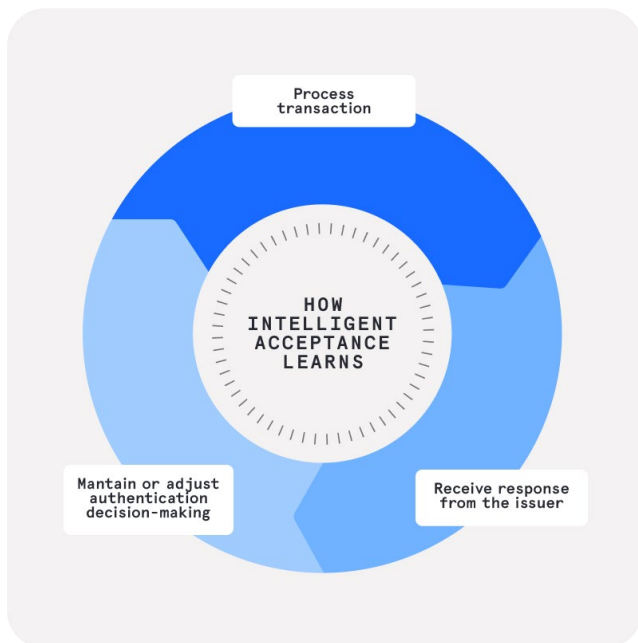 Process
transaction
HOW
INTELLIGENT
ACCEPTANCE
LEARNS
Mantain or adjust
authentication
decision-making
Receive response
from the issuer